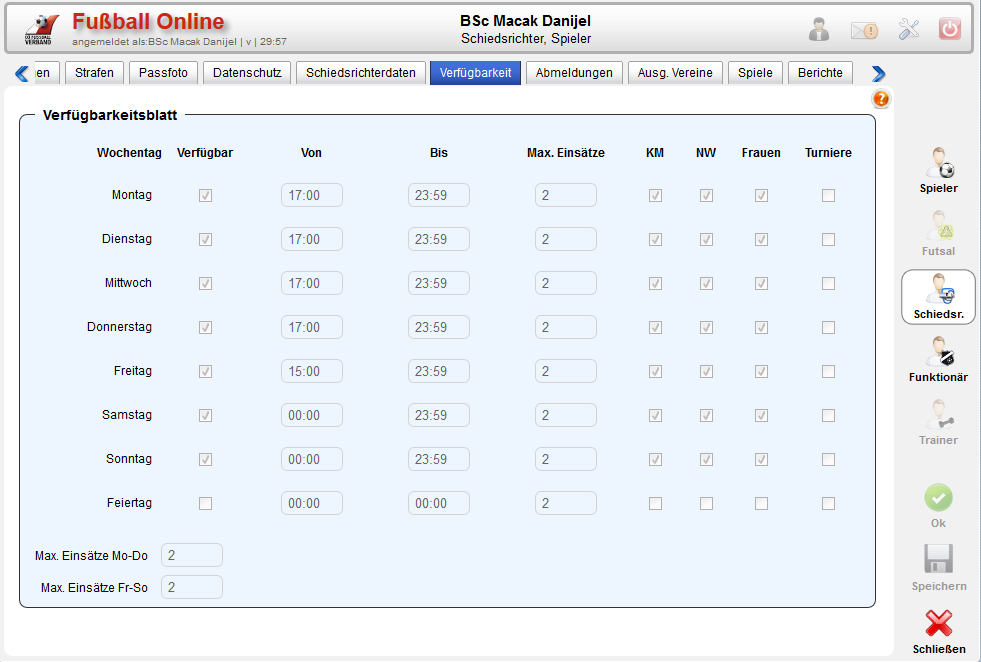 Fußball Online
angemeldet als:BSc Macak Danijel | v | 29:57
BSc Macak Danijel
Schiedsrichter, Spieler
en Strafen Passfoto Datenschutz Schiedsrichterdaten Verfügbarkeit Abmeldungen Ausg. Vereine Spiele Berichte
Verfügbarkeitsblatt
Wochentag Verfügbar Von Bis Max. Einsätze KM NW Frauen Turniere
Montag 17:00 23:59 2
Dienstag 17:00 23:59 2
Mittwoch 17:00 23:59 2
Donnerstag 17:00 23:59 2
Freitag 15:00 23:59 2
Samstag 00:00 23:59 2
Sonntag 00:00 23:59 2
Feiertag 00:00 00:00 2
Max. Einsätze Mo-Do 2
Max. Einsätze Fr-So 2
Spieler
Futsal
Schiedsr.
Funktionär
Trainer
Ok
Speichern
Schließen